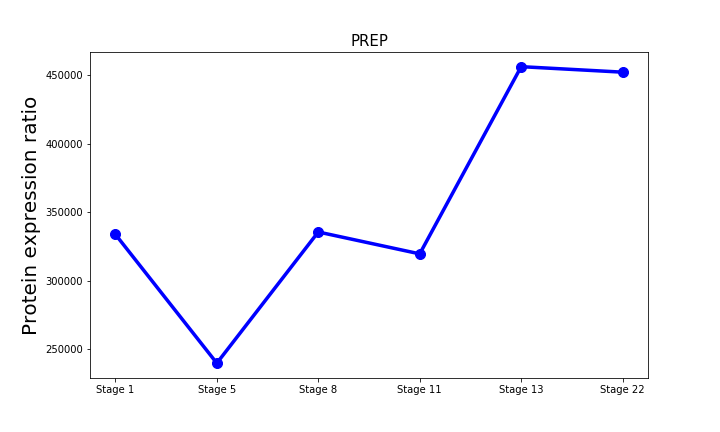 PREP
Protein expression ratio
450000
400000
350000
300000
250000
Stage 1
Stage 5
Stage 8
Stage 11
Stage 13
Stage 22